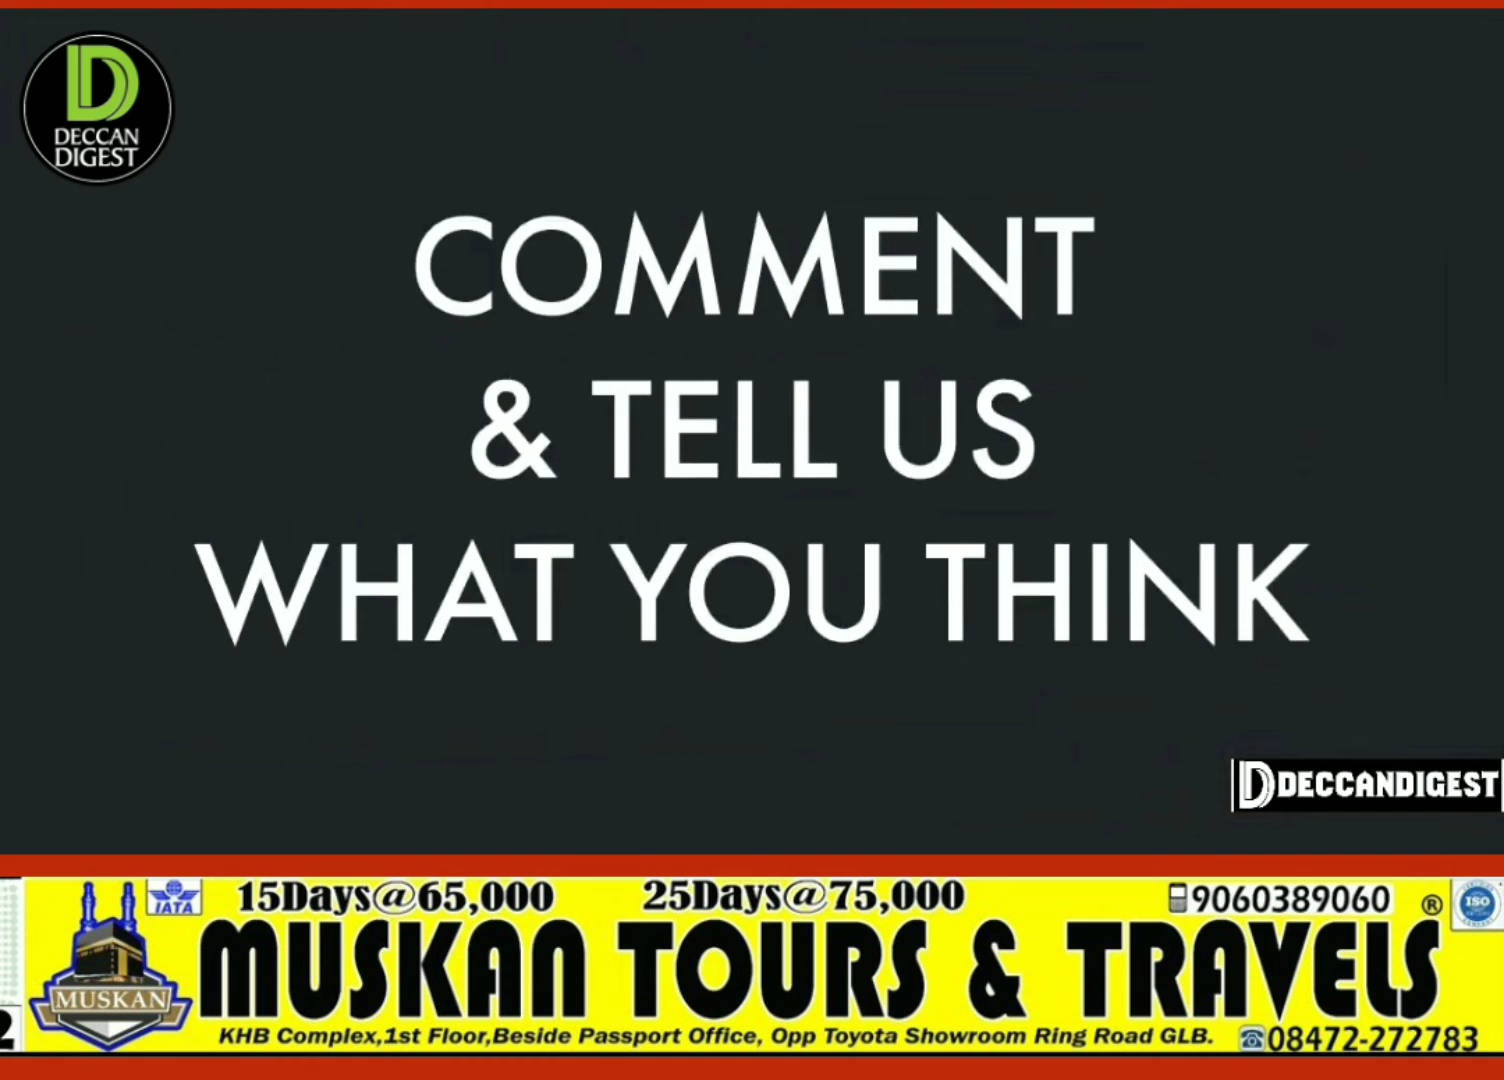 DECCAN
DIGEST
COMMENT
& TELL US
WHAT YOU THINK
DECCANDIGEST
IATA
15Days@65,000
25Days@75,000
9060389060
®
ISO
MUSKAN TOURS & TRAVELS
MUSKAN
KHB Complex,1st Floor,Beside Passport Office, Opp Toyota Showroom Ring Road GLB.
08472-272783